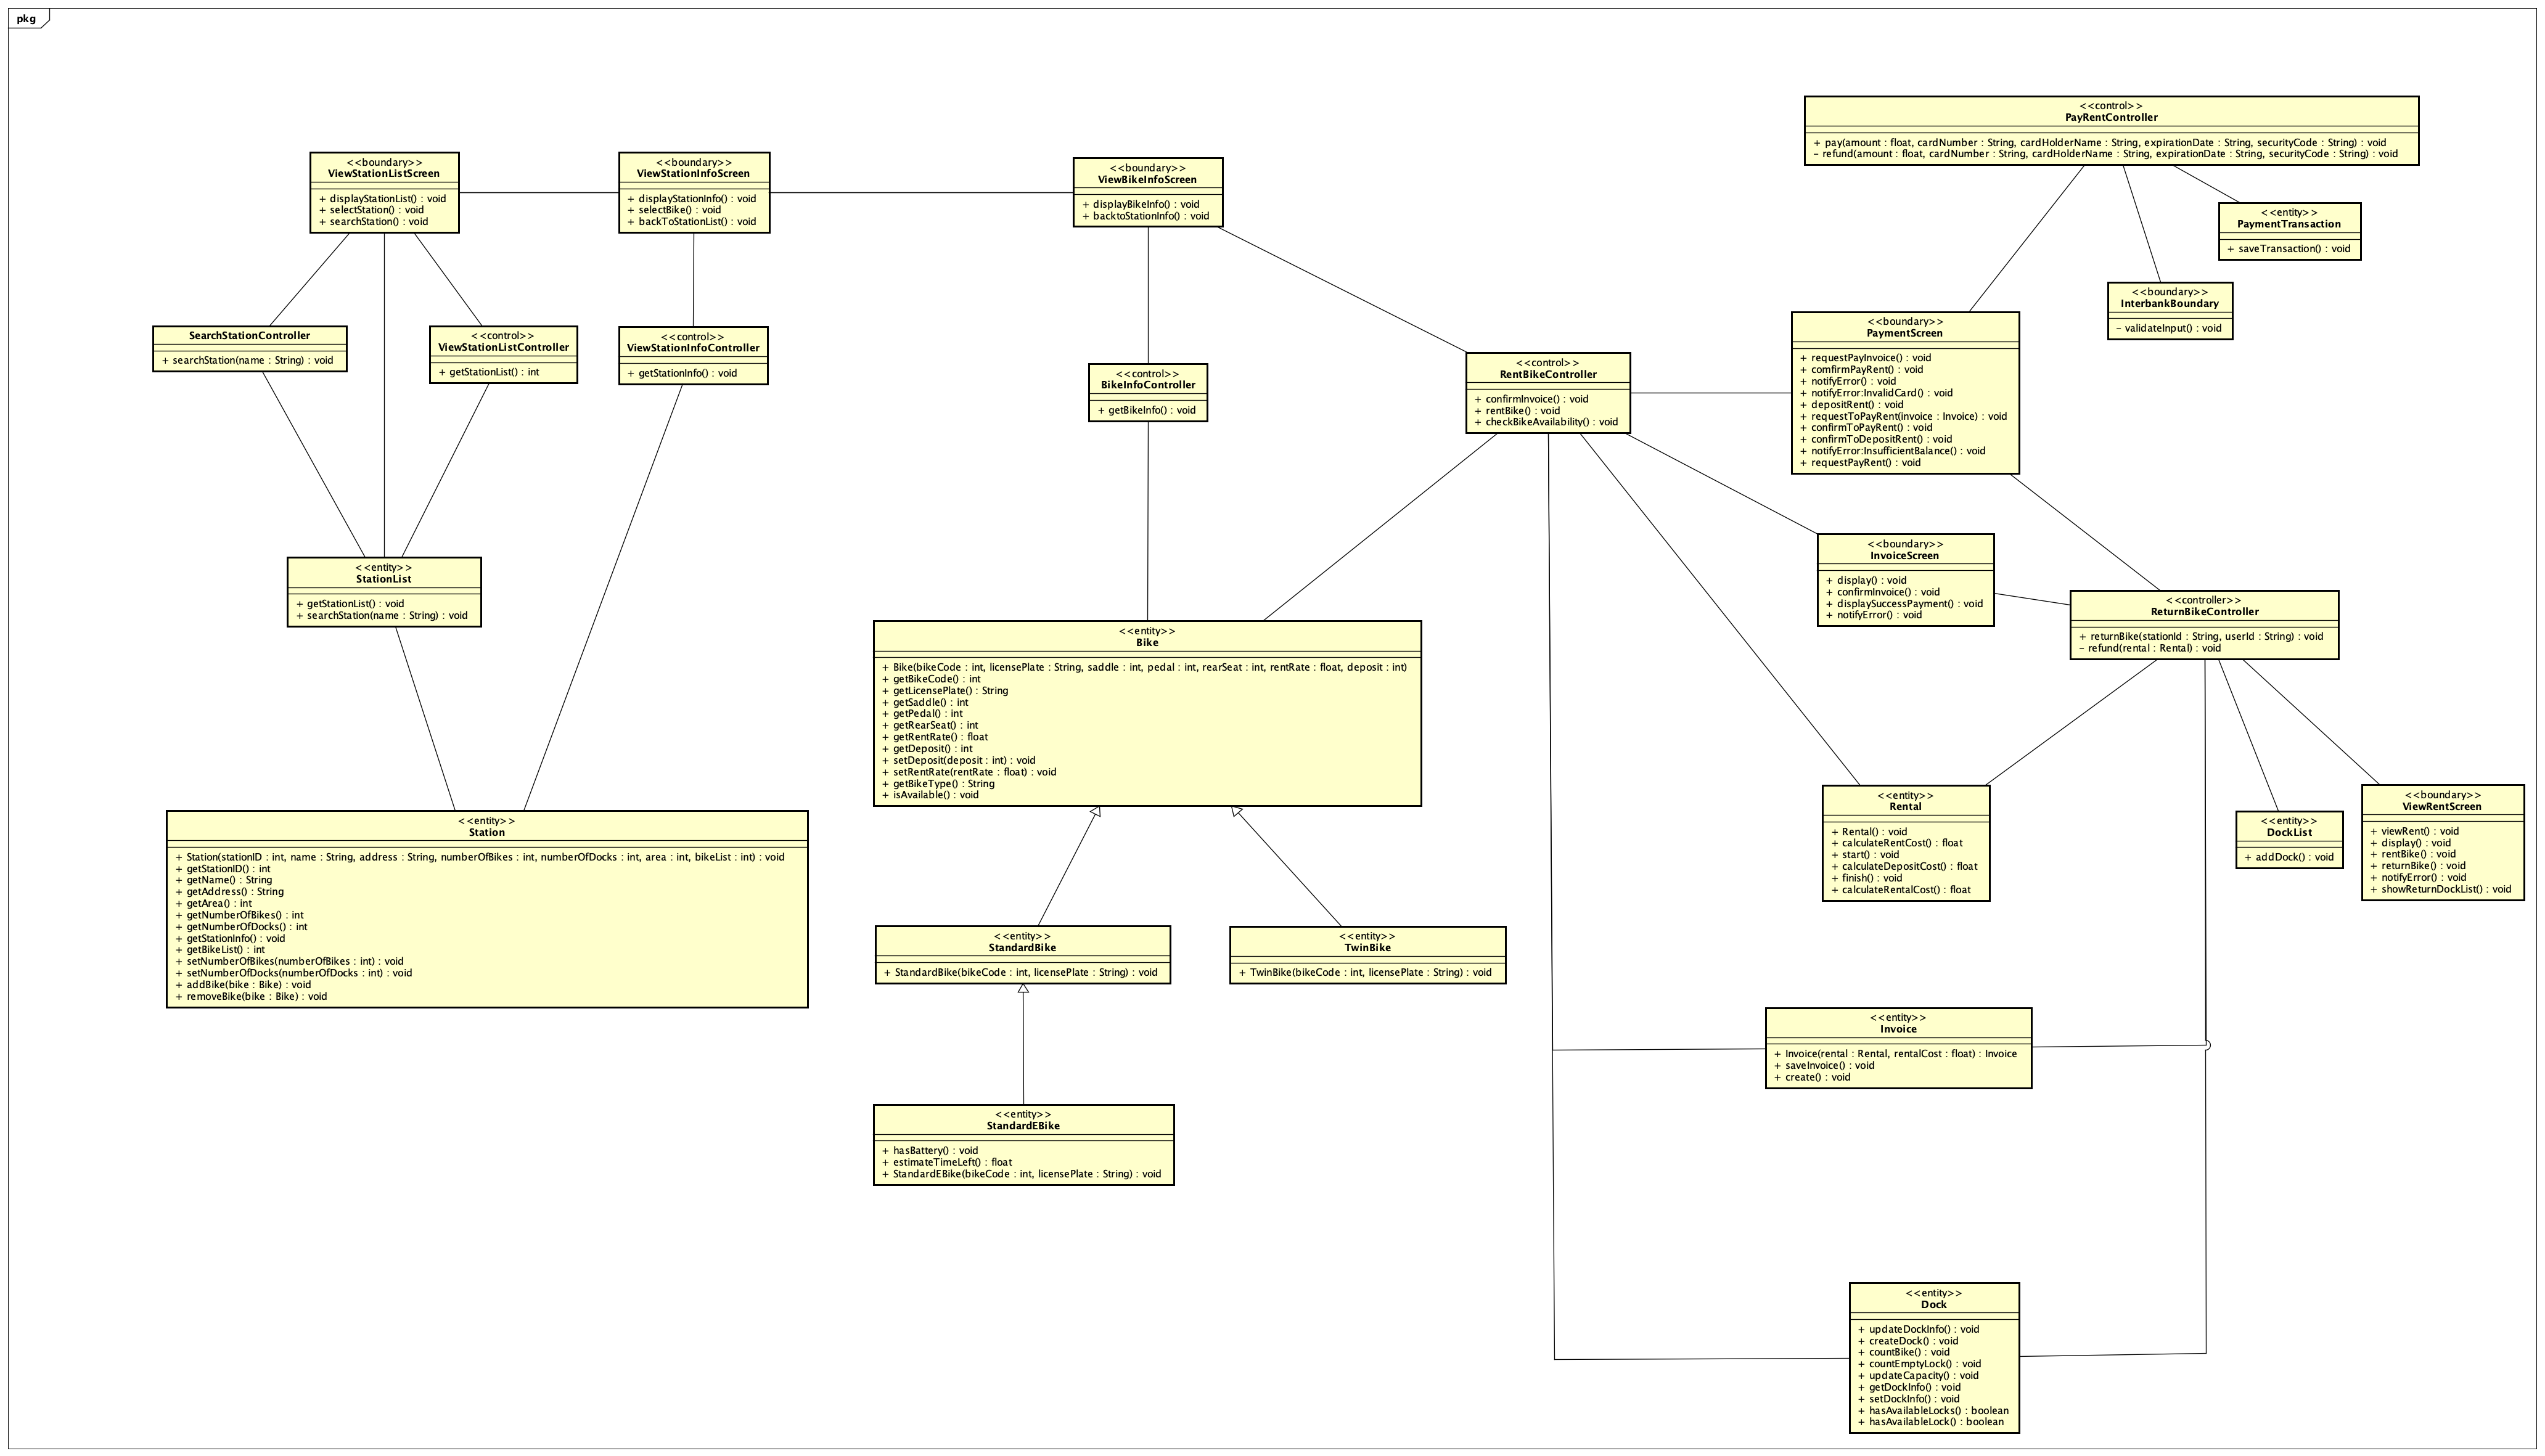 pkg
<<control>>
PayRentController
+ pay(amount : float, cardNumber : String, cardHolderName : String, expirationDate : String, securityCode : String) : void
− refund(amount : float, cardNumber : String, cardHolderName : String, expirationDate : String, securityCode : String) : void
<<boundary>>
ViewStationListScreen
+ displayStationList() : void
+ selectStation() : void
+ searchStation() : void
<<boundary>>
ViewStationInfoScreen
+ displayStationInfo() : void
+ selectBike() : void
+ backToStationList() : void
<<boundary>>
ViewBikeInfoScreen
+ displayBikeInfo() : void
+ backtoStationInfo() : void
<<entity>>
PaymentTransaction
+ saveTransaction() : void
<<boundary>>
InterbankBoundary
− validateInput() : void
SearchStationController
+ searchStation(name : String) : void
<<control>>
ViewStationListController
+ getStationList() : int
<<control>>
ViewStationInfoController
+ getStationInfo() : void
<<control>>
BikeInfoController
+ getBikeInfo() : void
<<control>>
RentBikeController
+ confirmInvoice() : void
+ rentBike() : void
+ checkBikeAvailability() : void
<<boundary>>
PaymentScreen
+ requestPayInvoice() : void
+ comfirmPayRent() : void
+ notifyError() : void
+ notifyError:InvalidCard() : void
+ depositRent() : void
+ requestToPayRent(invoice : Invoice) : void
+ confirmToPayRent() : void
+ confirmToDepositRent() : void
+ notifyError:InsufficientBalance() : void
+ requestPayRent() : void
<<entity>>
StationList
+ getStationList() : void
+ searchStation(name : String) : void
<<boundary>>
InvoiceScreen
+ display() : void
+ confirmInvoice() : void
+ displaySuccessPayment() : void
+ notifyError() : void
<<controller>>
ReturnBikeController
+ returnBike(stationId : String, userId : String) : void
− refund(rental : Rental) : void
<<entity>>
Bike
+ Bike(bikeCode : int, licensePlate : String, saddle : int, pedal : int, rearSeat : int, rentRate : float, deposit : int)
+ getBikeCode() : int
+ getLicensePlate() : String
+ getSaddle() : int
+ getPedal() : int
+ getRearSeat() : int
+ getRentRate() : float
+ getDeposit() : int
+ setDeposit(deposit : int) : void
+ setRentRate(rentRate : float) : void
+ getBikeType() : String
+ isAvailable() : void
<<entity>>
Station
+ Station(stationID : int, name : String, address : String, numberOfBikes : int, numberOfDocks : int, area : int, bikeList : int) : void
+ getStationID() : int
+ getName() : String
+ getAddress() : String
+ getArea() : int
+ getNumberOfBikes() : int
+ getNumberOfDocks() : int
+ getStationInfo() : void
+ getBikeList() : int
+ setNumberOfBikes(numberOfBikes : int) : void
+ setNumberOfDocks(numberOfDocks : int) : void
+ addBike(bike : Bike) : void
+ removeBike(bike : Bike) : void
<<entity>>
Rental
+ Rental() : void
+ calculateRentCost() : float
+ start() : void
+ calculateDepositCost() : float
+ finish() : void
+ calculateRentalCost() : float
<<entity>>
DockList
+ addDock() : void
<<boundary>>
ViewRentScreen
+ viewRent() : void
+ display() : void
+ rentBike() : void
+ returnBike() : void
+ notifyError() : void
+ showReturnDockList() : void
<<entity>>
StandardBike
+ StandardBike(bikeCode : int, licensePlate : String) : void
<<entity>>
TwinBike
+ TwinBike(bikeCode : int, licensePlate : String) : void
<<entity>>
Invoice
+ Invoice(rental : Rental, rentalCost : float) : Invoice
+ saveInvoice() : void
+ create() : void
<<entity>>
StandardEBike
+ hasBattery() : void
+ estimateTimeLeft() : float
+ StandardEBike(bikeCode : int, licensePlate : String) : void
<<entity>>
Dock
+ updateDockInfo() : void
+ createDock() : void
+ countBike() : void
+ countEmptyLock() : void
+ updateCapacity() : void
+ getDockInfo() : void
+ setDockInfo() : void
+ hasAvailableLocks() : boolean
+ hasAvailableLock() : boolean